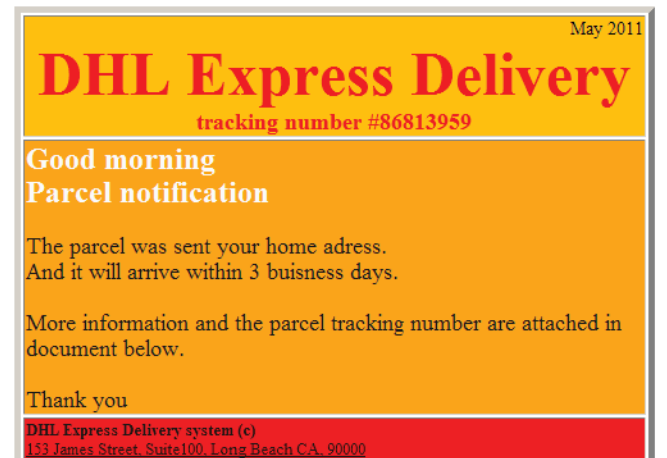 May 2011
DHL Express Delivery
tracking number #86813959
Good morning
Parcel notification
The parcel was sent your home adress.
And it will arrive within 3 buisness days.
More information and the parcel tracking number are attached in
document below.
Thank you
DHL Express Delivery system (c)
153 James Street, Suite100, Long Beach CA, 90000